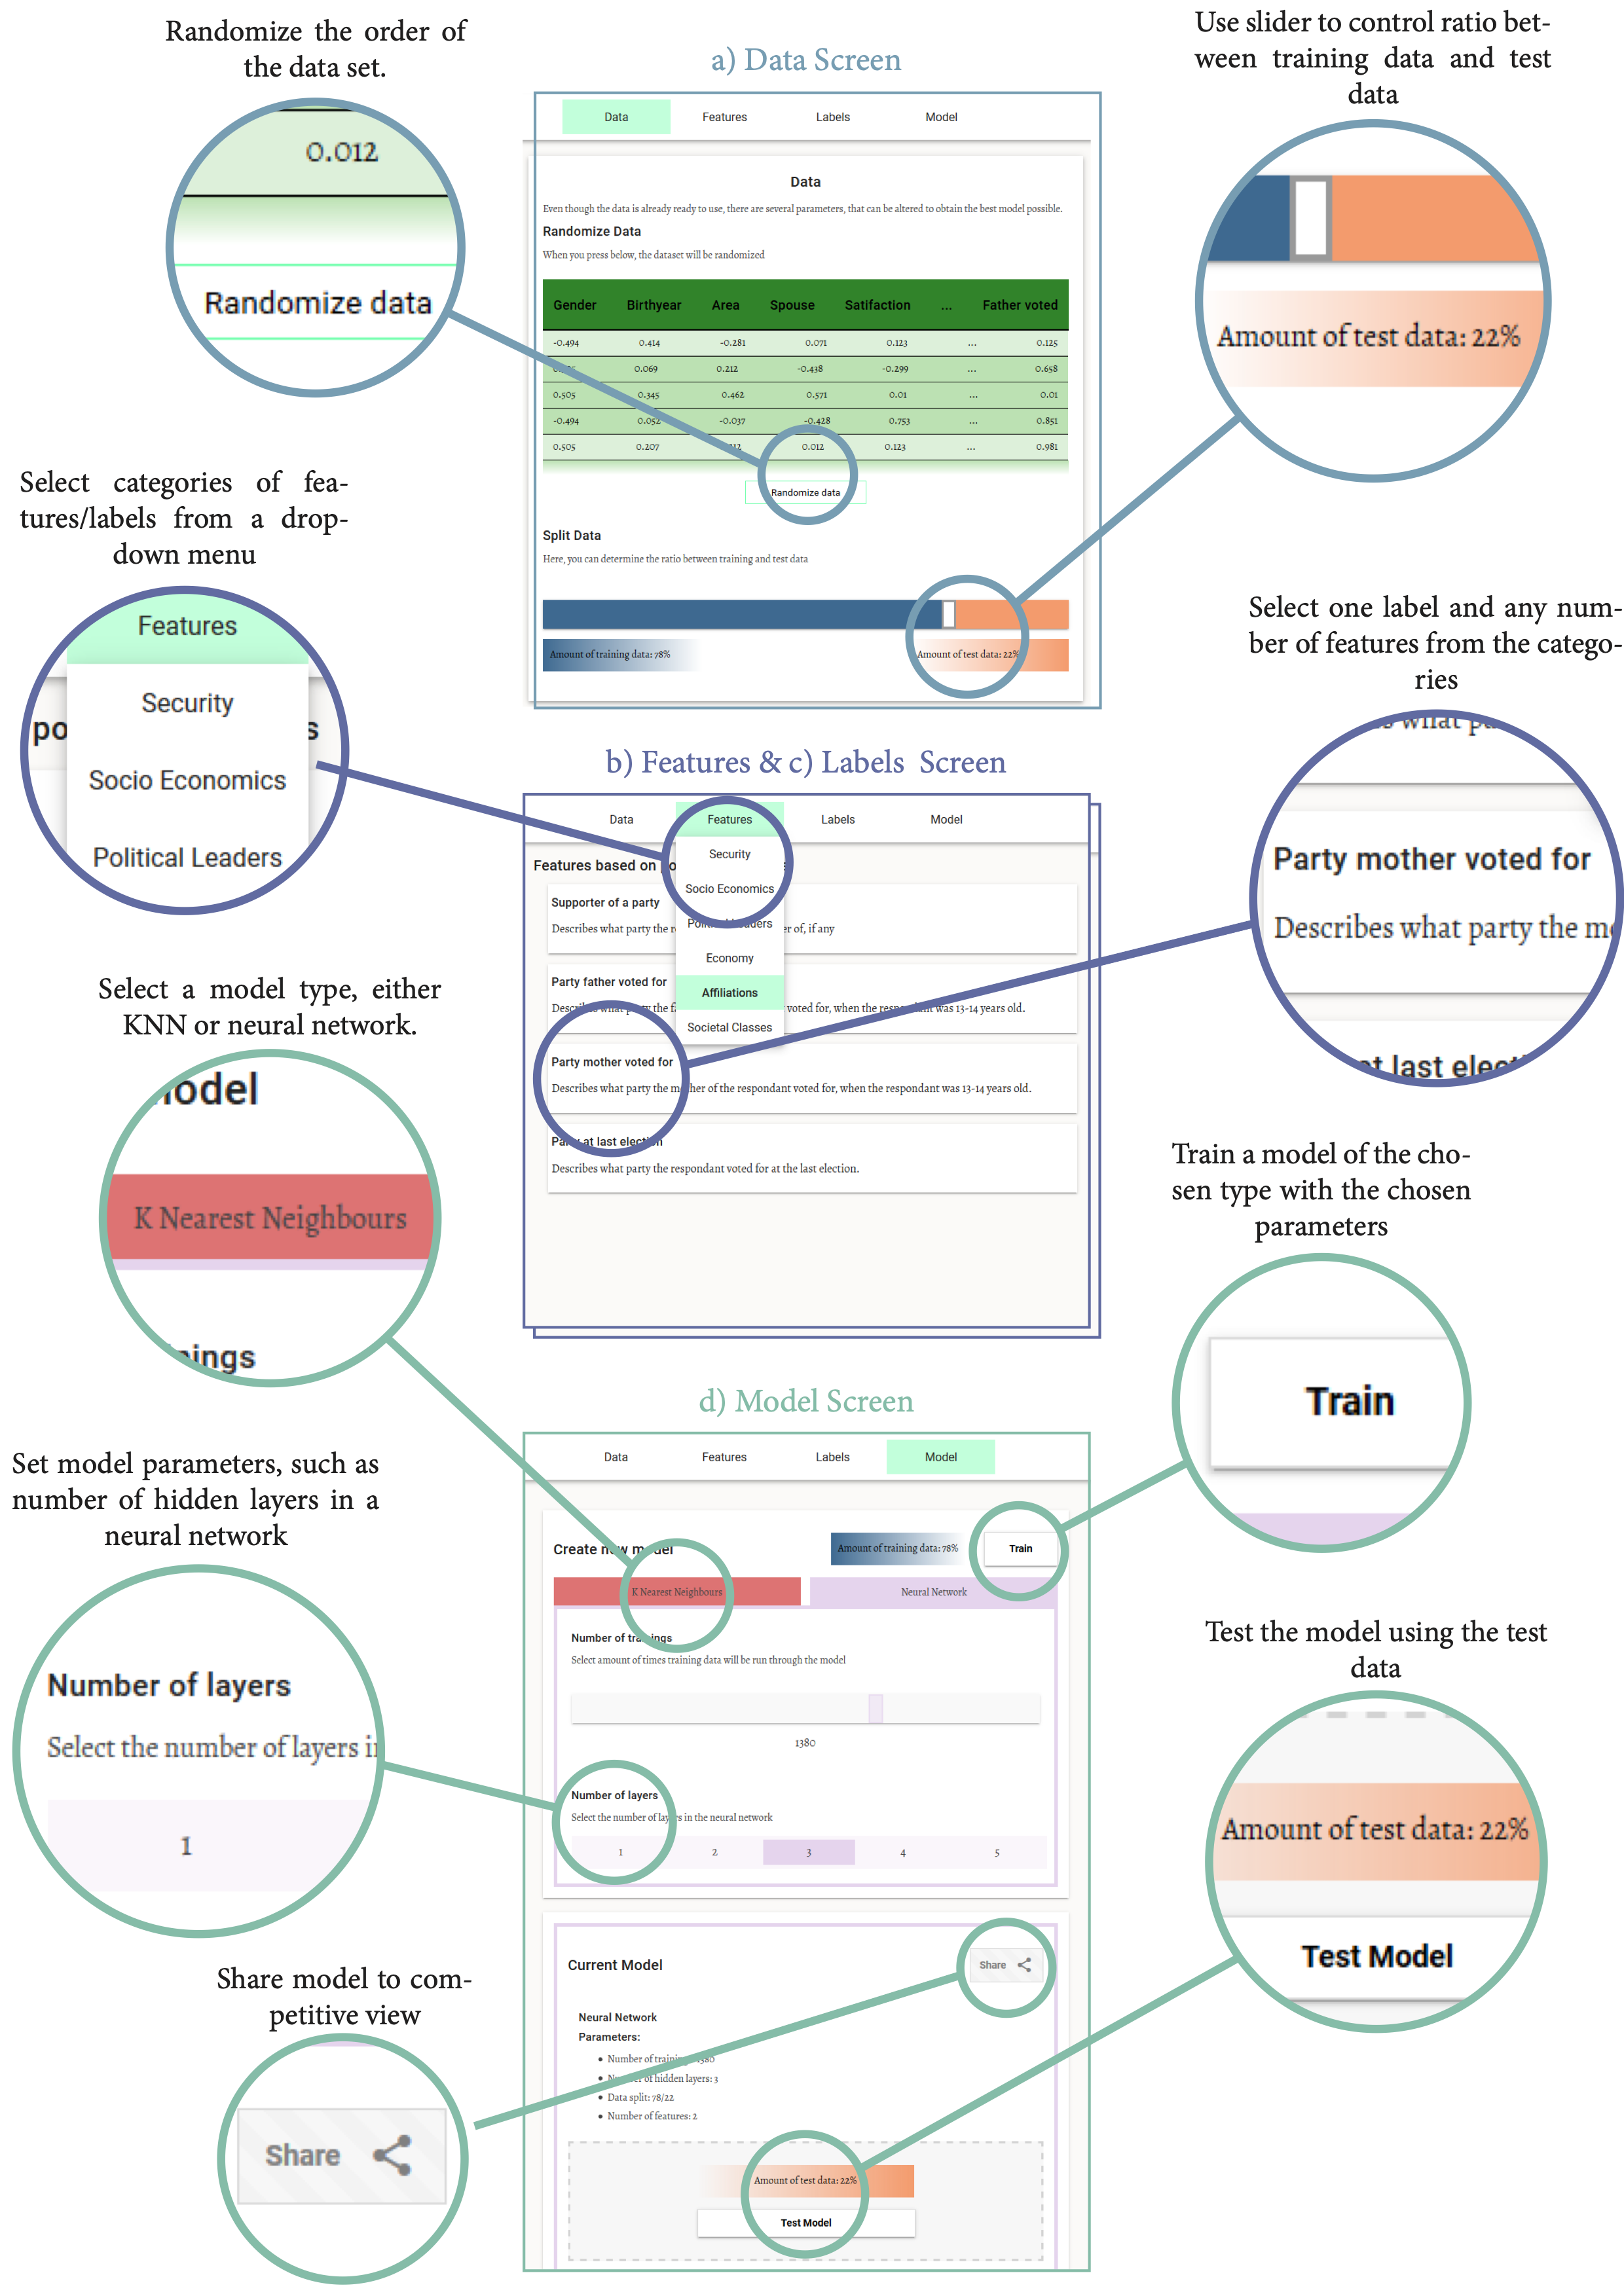 Randomize the order of
the data set.
0.012
Randomize data
a) Data Screen
Use slider to control ratio bet-
ween training data and test
data
Amount of test data: 22%
Data Features Labels Model
Data
Even though the data is already ready to use, there are several parameters, that can be altered to obtain the best model possible.
Randomize Data
When you press below, the dataset will be randomized
Gender Birthyear Area Spouse Satifaction ... Father voted
-0.494 0.414 -0.281 0.071 0.123 ... 0.125
0.069 0.212 -0.438 -0.299 ... 0.658
0.505 0.345 0.462 0.571 0.01 ... 0.01
-0.494 0.052 -0.037 -0.428 0.753 ... 0.851
0.505 0.207 0.012 0.123 ... 0.981
Randomize data
Split Data
Here, you can determine the ratio between training and test data
Amount of training data: 78%
Amount of test data: 22%
Select categories of fea-
tures/labels from a drop-
down menu
Features
Security
Socio Economics
Political Leaders
po
s
Select one label and any num-
ber of features from the catego-
ries
s what pa
Party mother voted for
Describes what party the mo
at last elect
b) Features & c) Labels Screen
Data Features Labels Model
Security
Socio Economics
Political Leaders
Economy
Affiliations
Societal Classes
Features based on po
Supporter of a party
Describes what party the r er of, if any
Party father voted for
Describes what party the f voted for, when the respondant was 13-14 years old.
Party mother voted for
Describes what party the mother of the respondant voted for, when the respondant was 13-14 years old.
Party at last election
Describes what party the respondant voted for at the last election.
Select a model type, either
KNN or neural network.
odel
K Nearest Neighbours
nings
Train a model of the cho-
sen type with the chosen
parameters
Train
d) Model Screen
Data Features Labels Model
Create new model
Amount of training data: 78%
Train
K Nearest Neighbours Neural Network
Number of trainings
Select amount of times training data will be run through the model
1380
Number of layers
Select the number of layers in the neural network
1 2 3 4 5
Current Model
Share
Neural Network
Parameters:
• Number of trainings: 1380
• Number of hidden layers: 3
• Data split: 78/22
• Number of features: 2
Amount of test data: 22%
Test Model
Set model parameters, such as
number of hidden layers in a
neural network
Number of layers
Select the number of layers in
1
Test the model using the test
data
Amount of test data: 22%
Test Model
Share model to com-
petitive view
Share